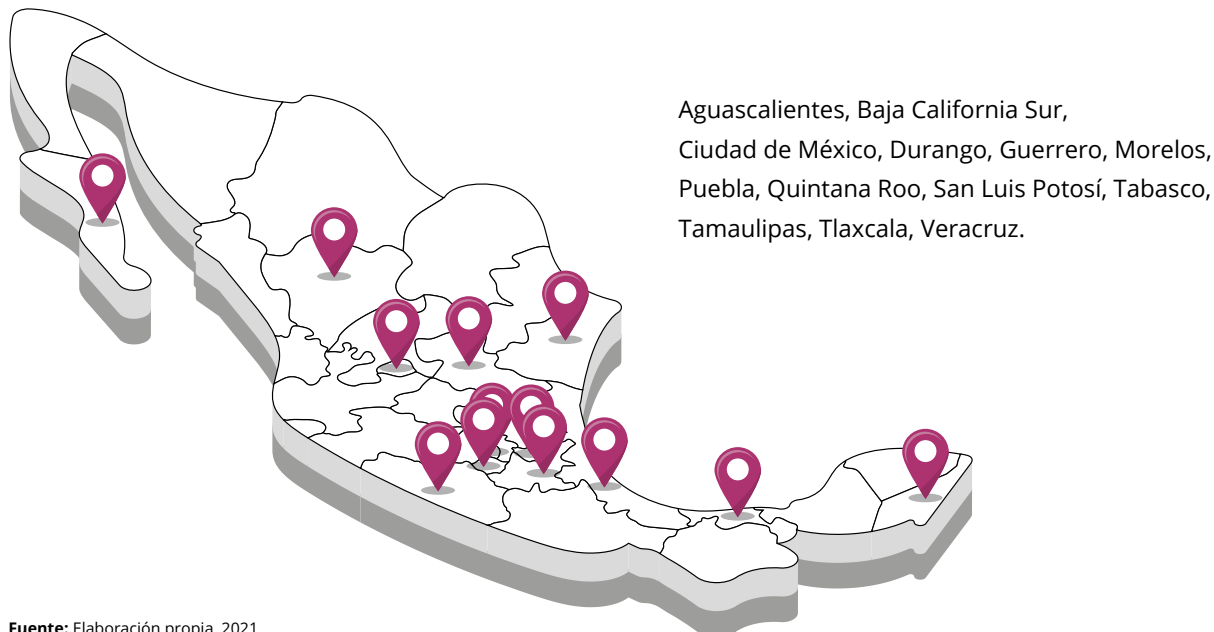 Aguascalientes, Baja California Sur,
Ciudad de México, Durango, Guerrero, Morelos,
Puebla, Quintana Roo, San Luis Potosí, Tabasco,
Tamaulipas, Tlaxcala, Veracruz.
Fuente: Elaboración propia, 2021